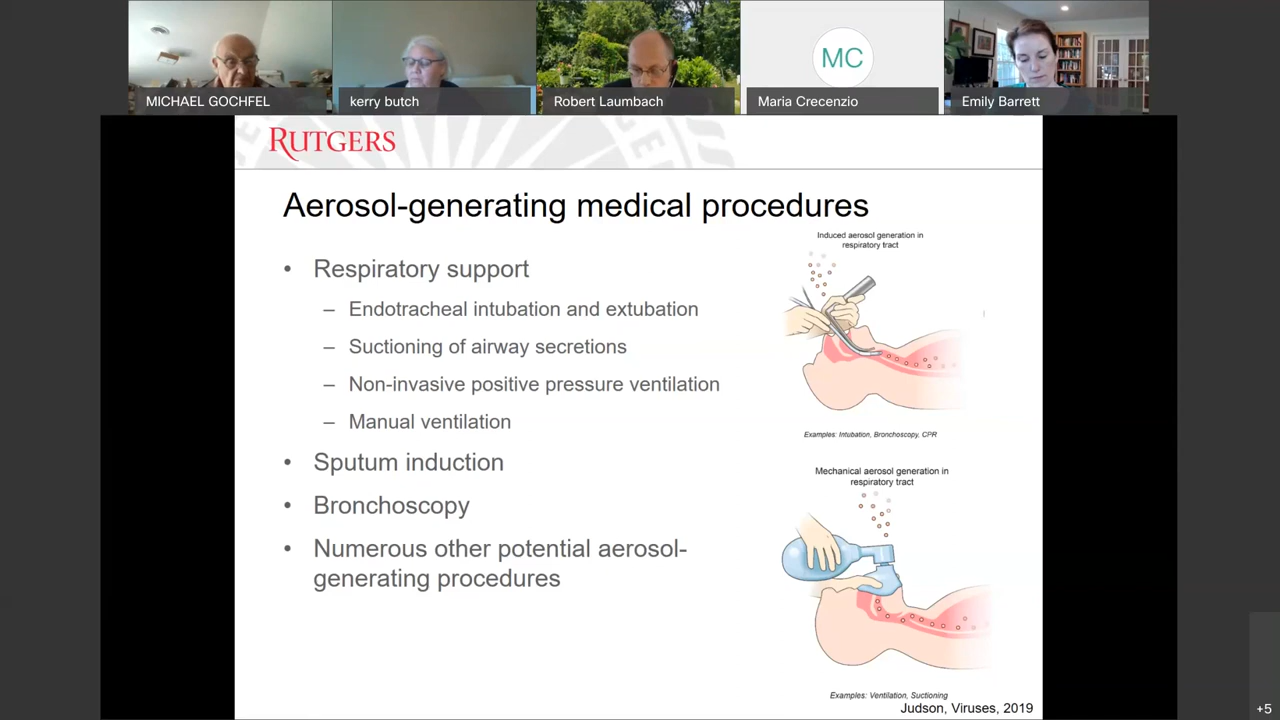 MC
MICHAEL GOCHFEL
kerry butch
Robert Laumbach
Maria Crecenzio
Emily Barrett
RUTGERS
Aerosol-generating medical procedures
• Respiratory support
– Endotracheal intubation and extubation
– Suctioning of airway secretions
– Non-invasive positive pressure ventilation
– Manual ventilation
• Sputum induction
• Bronchoscopy
• Numerous other potential aerosol-
generating procedures
Induced aerosol generation in
respiratory tract
Examples: Intubation, Bronchoscopy, CPR
Mechanical aerosol generation in
respiratory tract
Examples: Ventilation, Suctioning
Judson, Viruses, 2019
+5